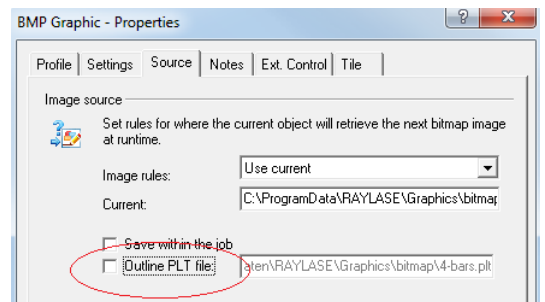 BMP Graphic - Properties
Profile Settings Source Notes Ext. Control Tile
Image source
Set rules for where the current object will retrieve the next bitmap image
at runtime.
Image rules: Use current
Current: C:\ProgramData\RAYLASE\Graphics\bitmap
Save within the job
Outline PLT file: aten\RAYLASE\Graphics\bitmap\4-bars.plt